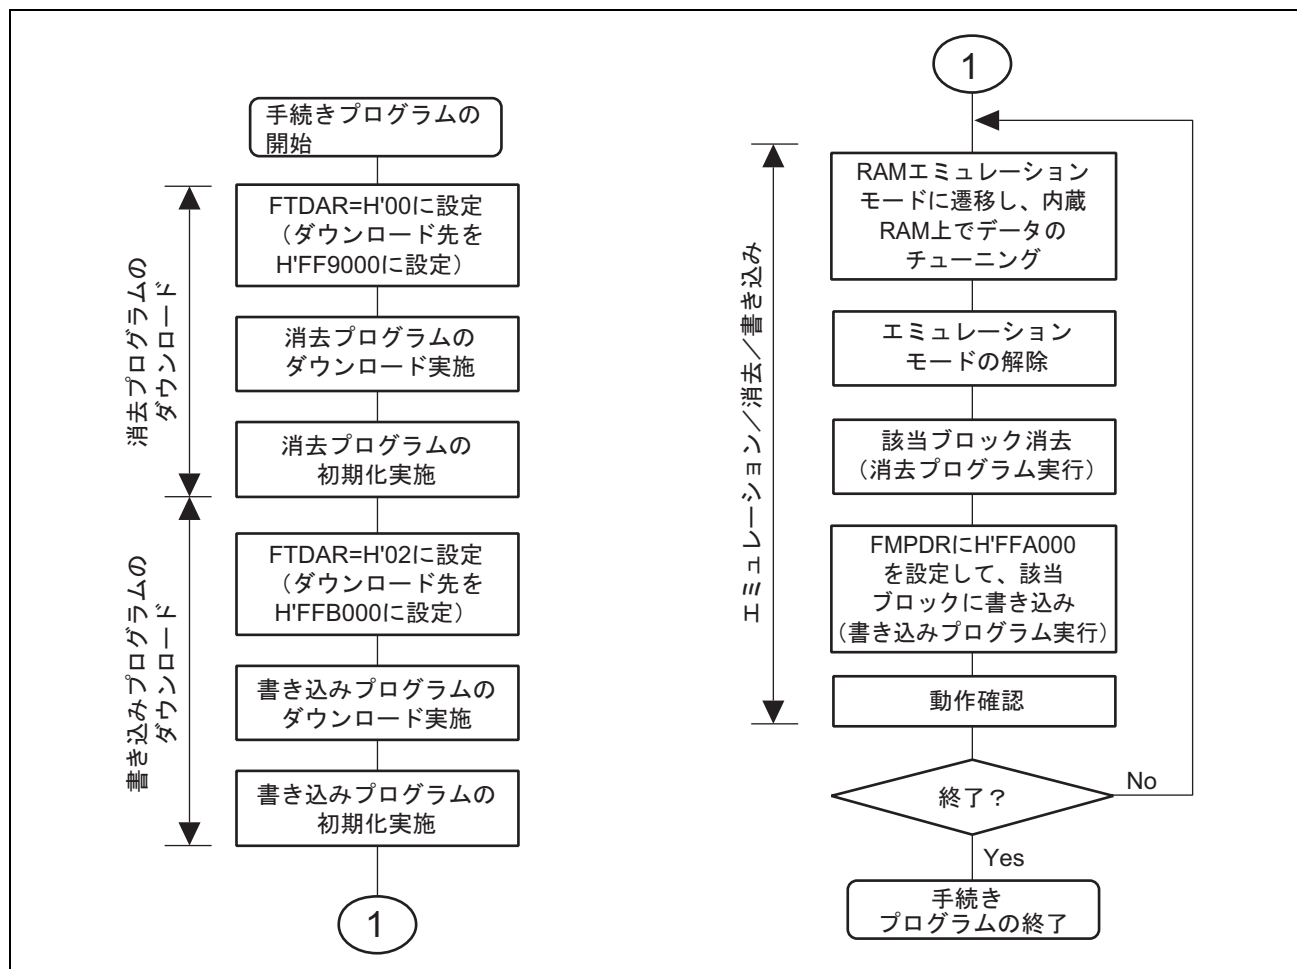 手続きプログラムの
開始
消去プログラムの
ダウンロード
FTDAR=H'00に設定
（ダウンロード先を
H'FF9000に設定）
消去プログラムの
ダウンロード実施
消去プログラムの
初期化実施
書き込みプログラムの
ダウンロード
FTDAR=H'02に設定
（ダウンロード先を
H'FFB000に設定）
書き込みプログラムの
ダウンロード実施
書き込みプログラムの
初期化実施
1
1
エミュレーション／消去／書き込み
RAMエミュレーション
モードに遷移し、内蔵
RAM上でデータの
チューニング
エミュレーション
モードの解除
該当ブロック消去
（消去プログラム実行）
FMPDRにH'FFA000
を設定して、該当
ブロックに書き込み
（書き込みプログラム実行）
動作確認
終了？
No
Yes
手続き
プログラムの終了